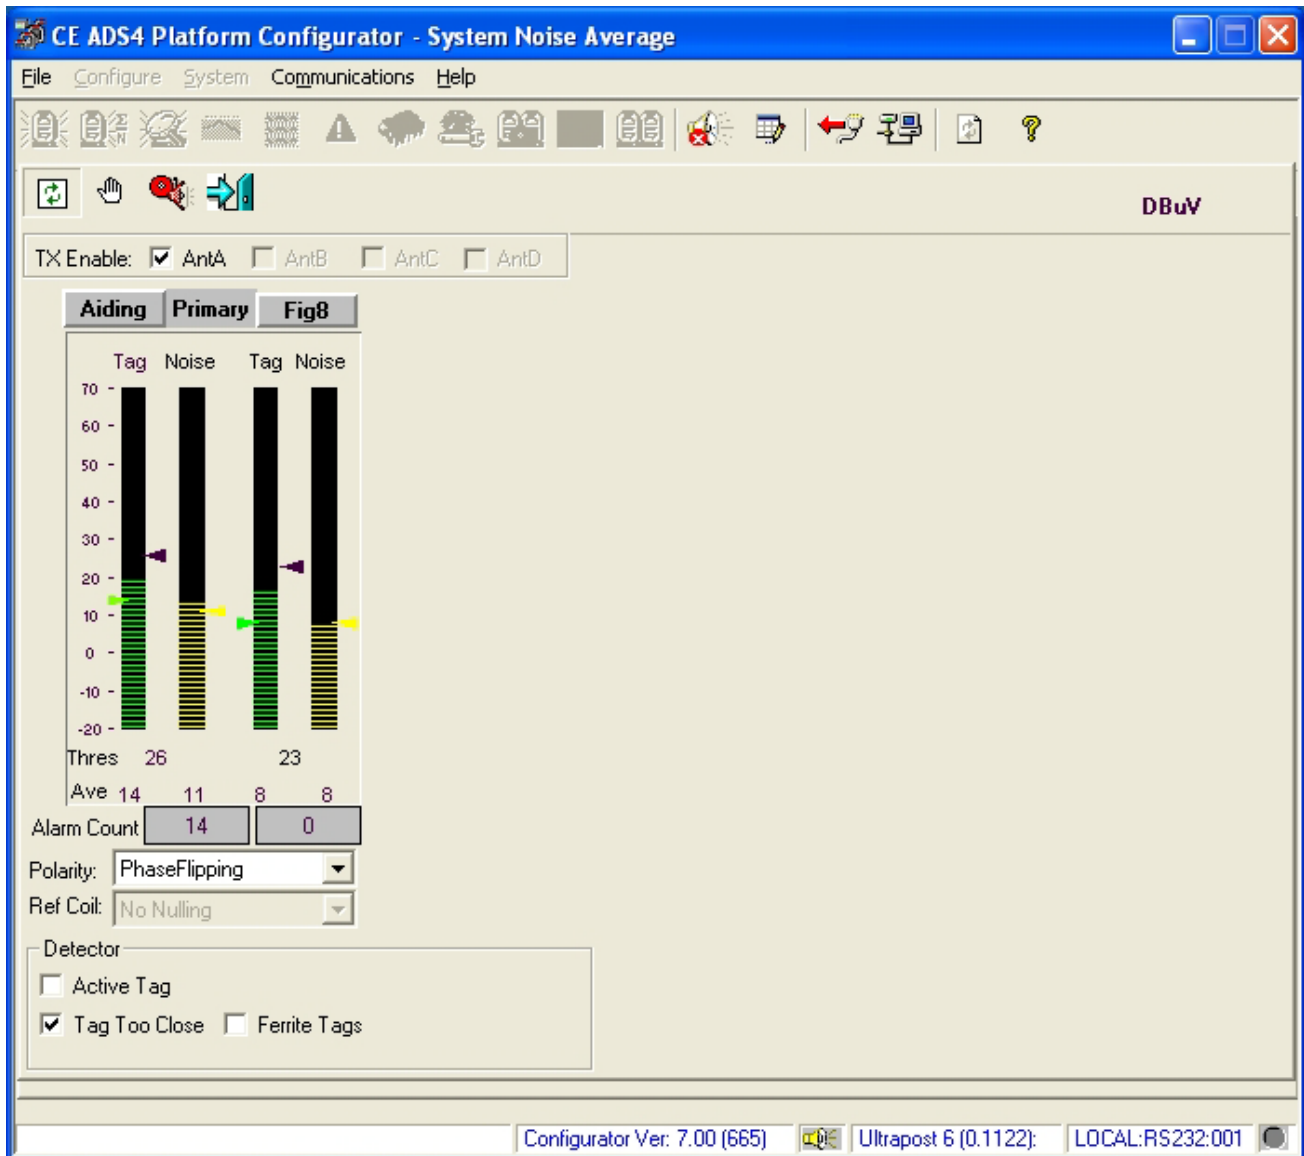 CE ADS4 Platform Configurator - System Noise Average
File Configure System Communications Help
DBuV
TX Enable: AntA AntB AntC AntD
Aiding Primary Fig8
Tag Noise Tag Noise
70
60
50
40
30
20
10
0
-10
-20
Thres 26 23
Ave 14 11 8 8
Alarm Count 14 0
Polarity: PhaseFlipping
Ref Coil: No Nulling
Detector
Active Tag
Tag Too Close Ferrite Tags
Configurator Ver: 7.00 (665) Ultrapost 6 (0.1122): LOCAL:RS232:001